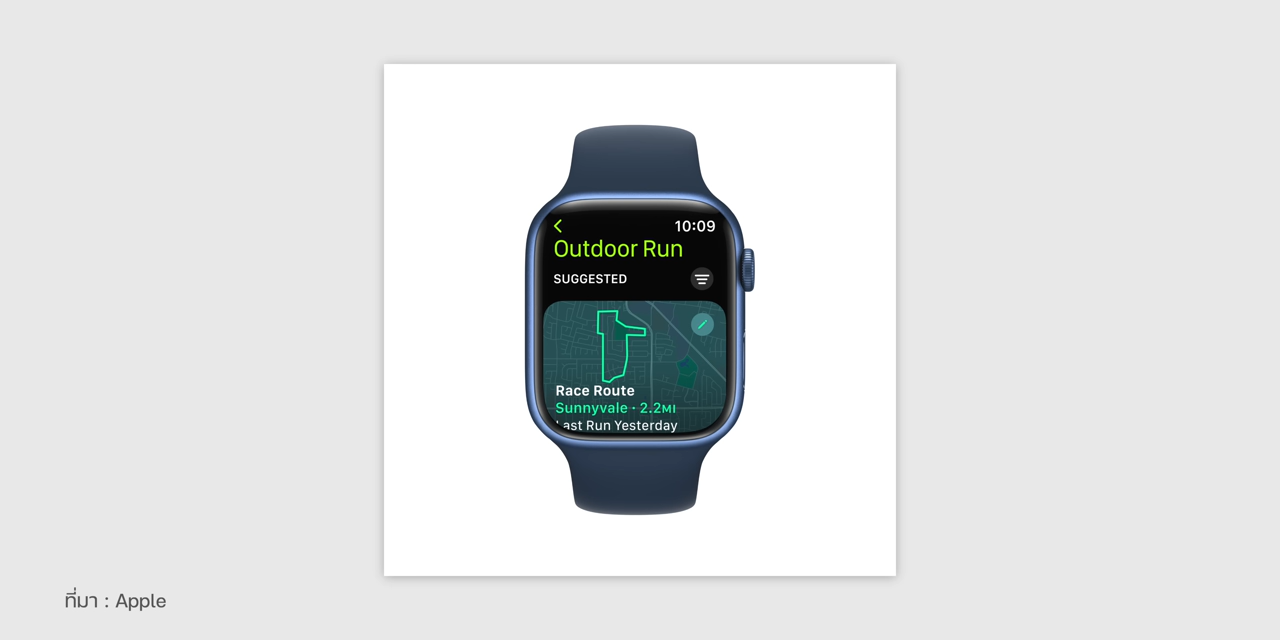 10:09
Outdoor Run
SUGGESTED
Race Route
Sunnyvale · 2.2MI
Last Run Yesterday
ที่มา : Apple